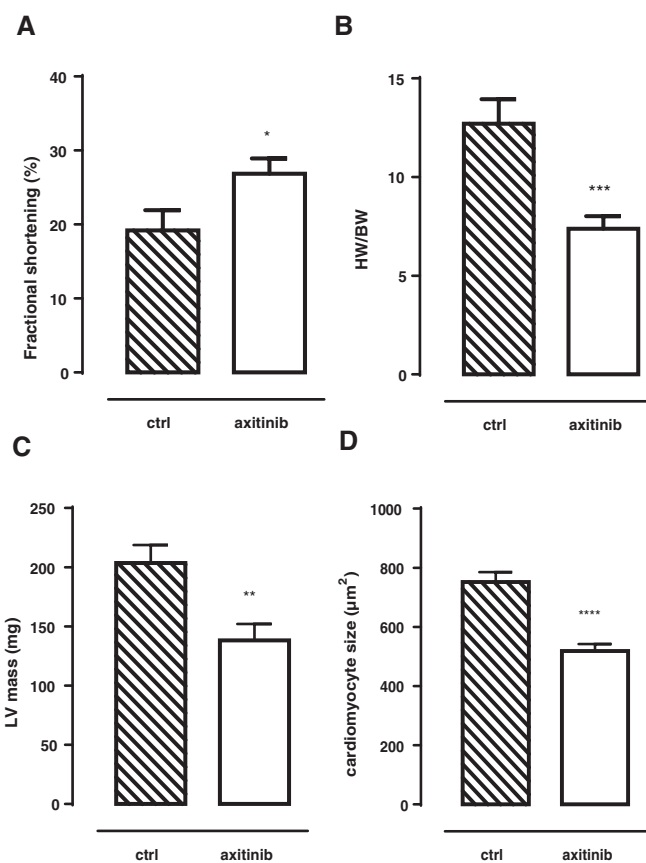 A
Fractional shortening (%)
40
30
20
10
0
*
ctrl axitinib
B
HW/BW
15
10
5
0
***
ctrl axitinib
C
LV mass (mg)
250
200
150
100
50
0
**
ctrl axitinib
D
cardiomyocyte size (µm²)
1000
800
600
400
200
0
****
ctrl axitinib